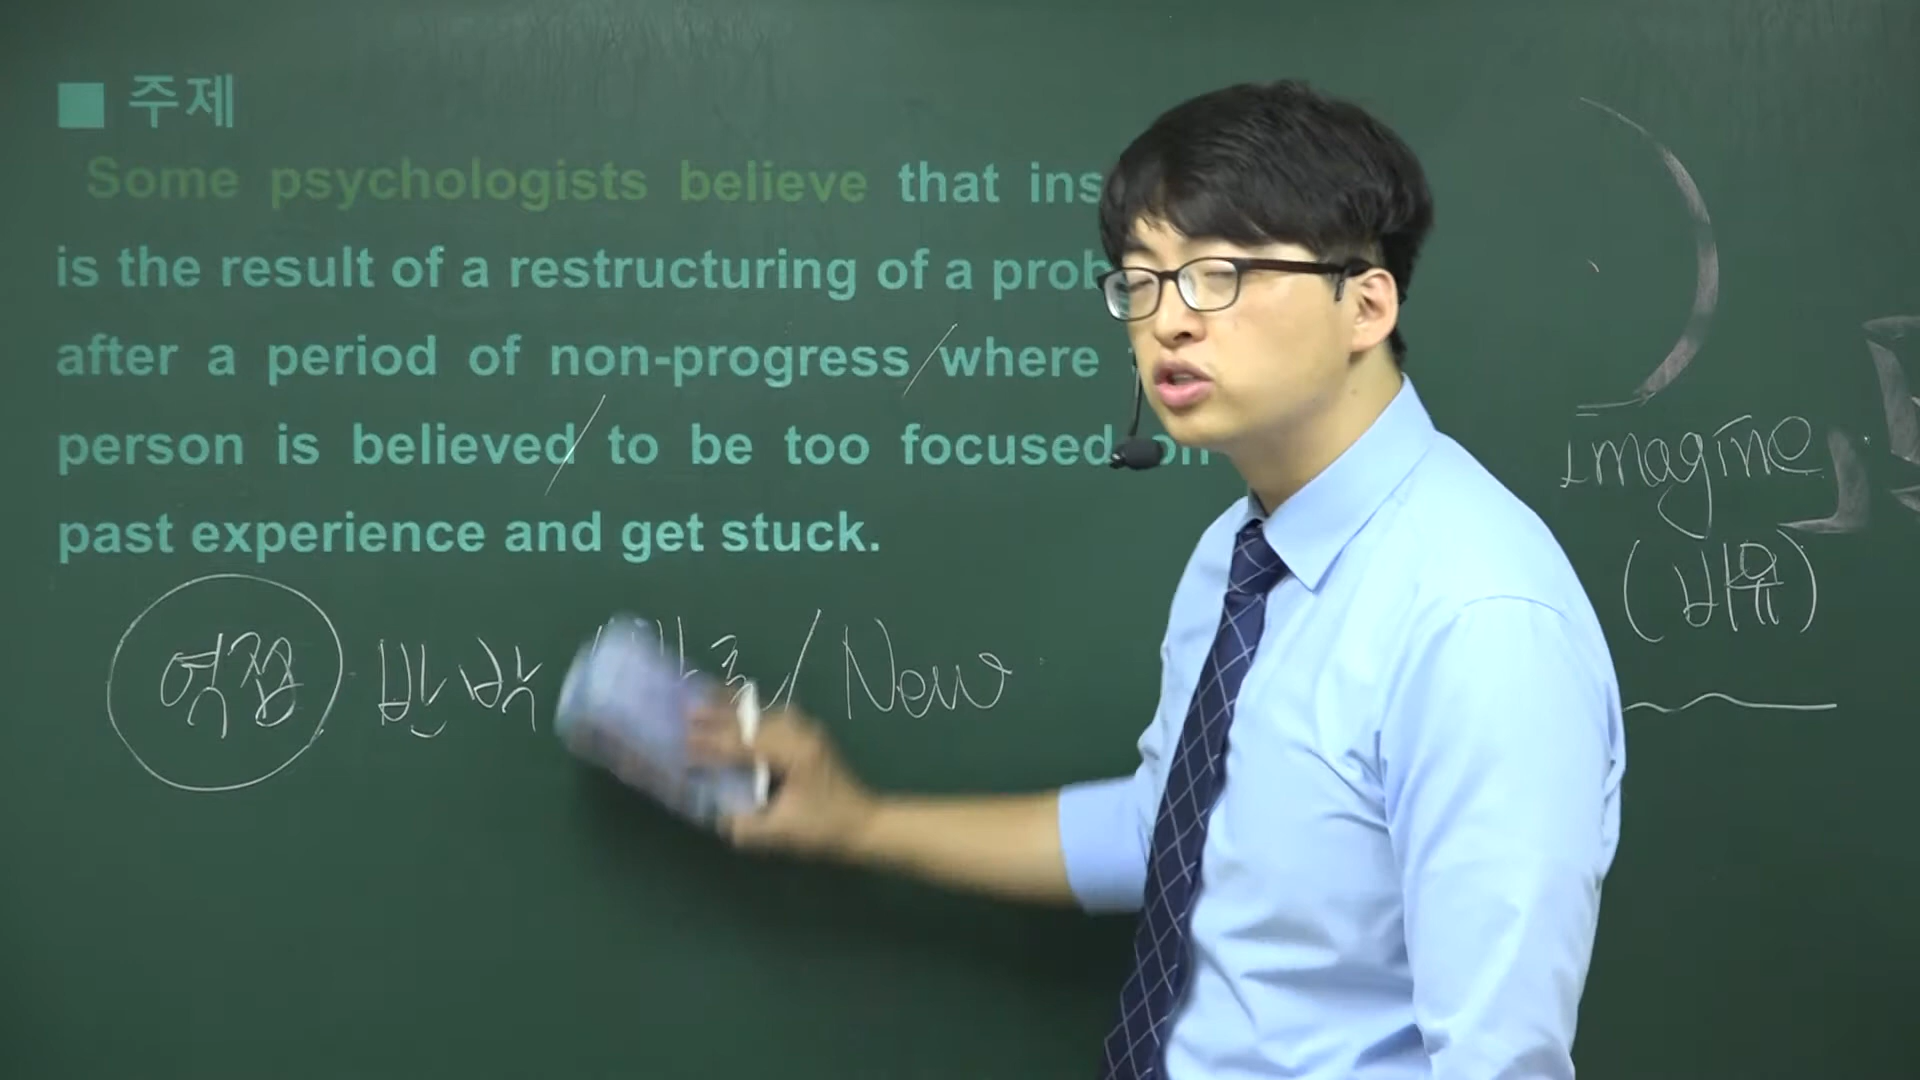 ■ 주제
Some psychologists believe that ins
is the result of a restructuring of a prob
after a period of non-progress where
person is believed to be too focused on
past experience and get stuck.
역접 반박 / New
imagine
(비유)